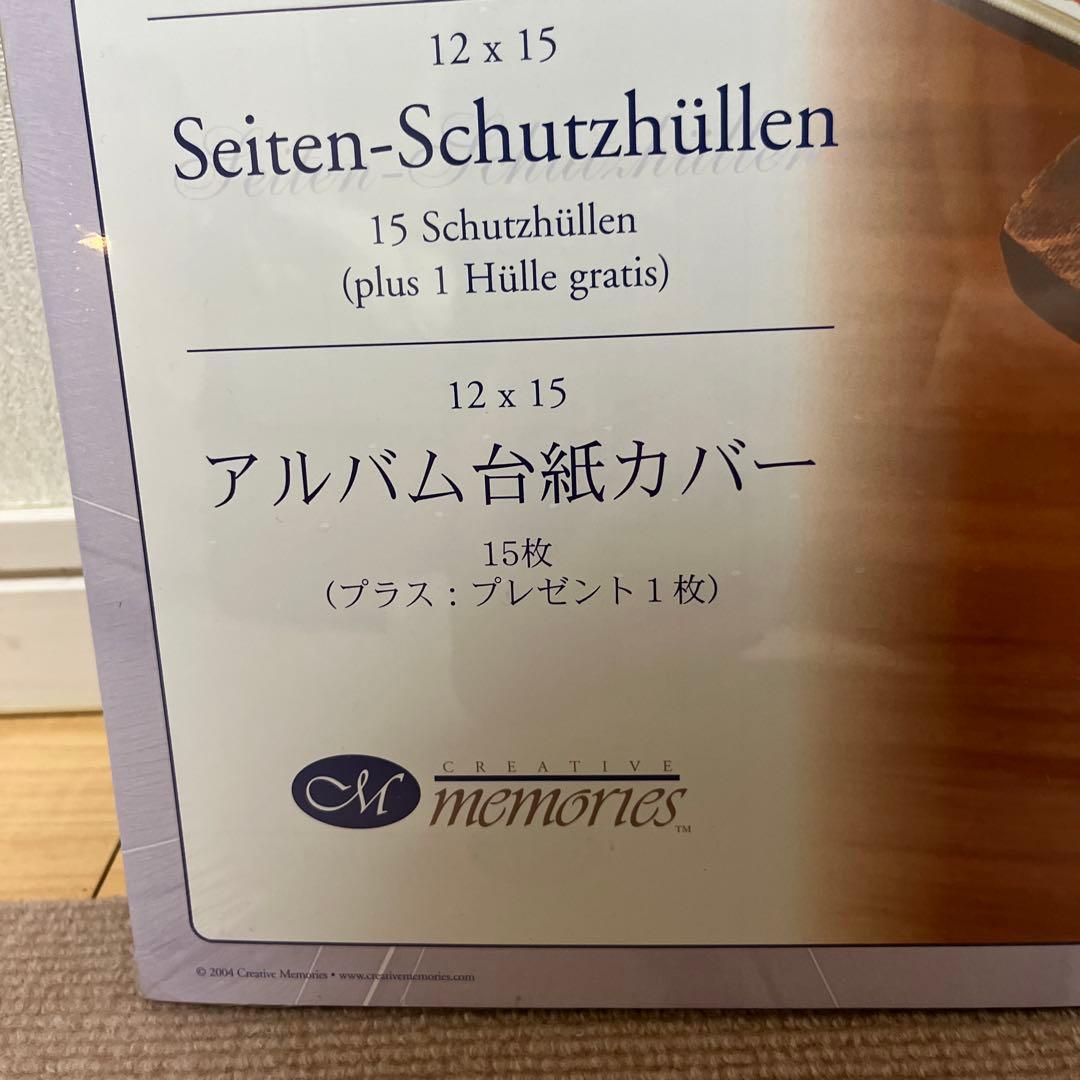 12 x 15
Seiten-Schutzhüllen
15 Schutzhüllen
(plus 1 Hülle gratis)
12 x 15
アルバム台紙カバー
15枚
（プラス：プレゼント１枚）
M CREATIVE
memories™
© 2004 Creative Memories • www.creativememories.com